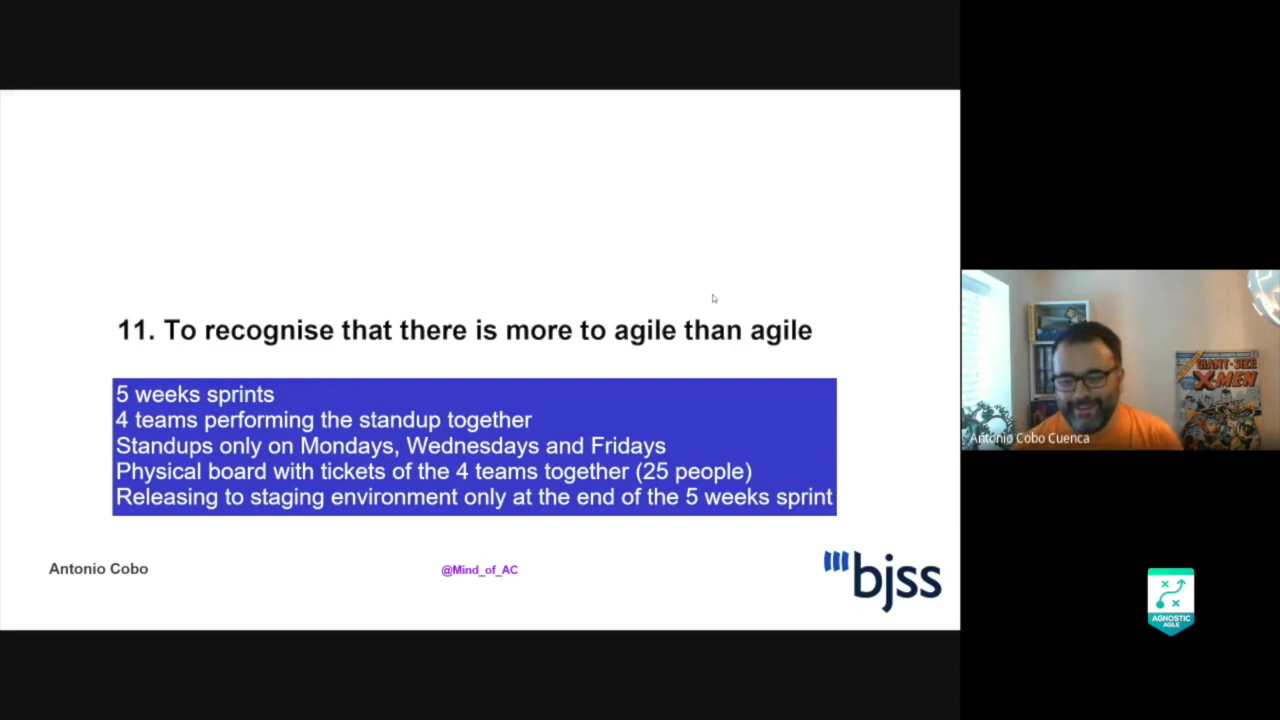 11. To recognise that there is more to agile than agile
5 weeks sprints
4 teams performing the standup together
Standups only on Mondays, Wednesdays and Fridays
Physical board with tickets of the 4 teams together (25 people)
Releasing to staging environment only at the end of the 5 weeks sprint
Antonio Cobo
@Mind_of_AC
bjss
GIANT-SIZE
X-MEN
Antonio Cobo Cuenca
AGNOSTIC
AGILE